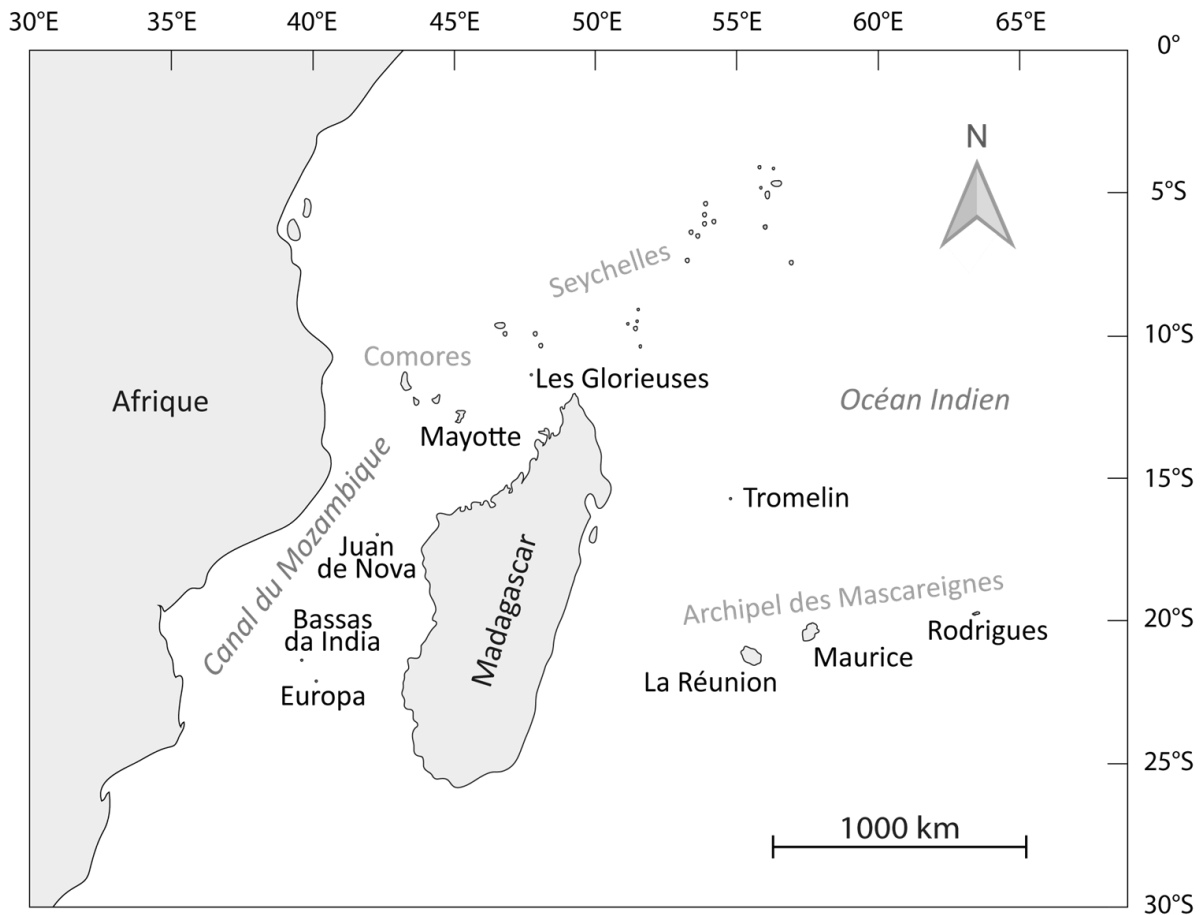 30°E 35°E 40°E 45°E 50°E 55°E 60°E 65°E
0°
N
5°S
Seychelles
10°S
Comores
Les Glorieuses
Afrique
Océan Indien
Mayotte
Canal du Mozambique
15°S
Tromelin
Juan
de Nova
Madagascar
Archipel des Mascareignes
Bassas
da India
20°S
Rodrigues
Maurice
La Réunion
Europa
25°S
1000 km
30°S